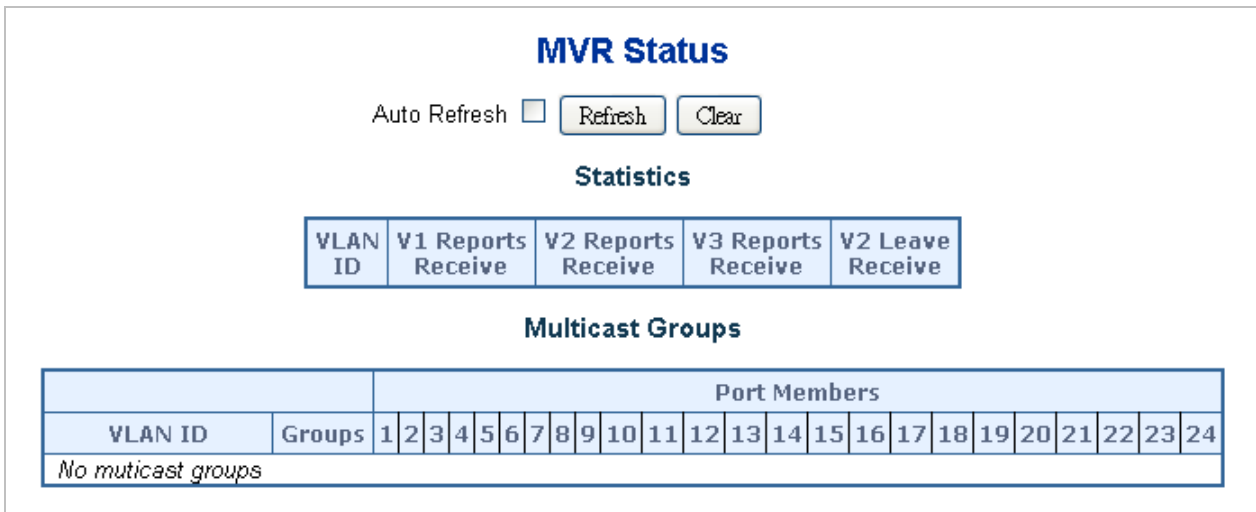 MVR Status
Auto Refresh Refresh Clear
Statistics
VLAN ID V1 Reports Receive V2 Reports Receive V3 Reports Receive V2 Leave Receive
Multicast Groups
Port Members
VLAN ID Groups 1 2 3 4 5 6 7 8 9 10 11 12 13 14 15 16 17 18 19 20 21 22 23 24
No muticast groups